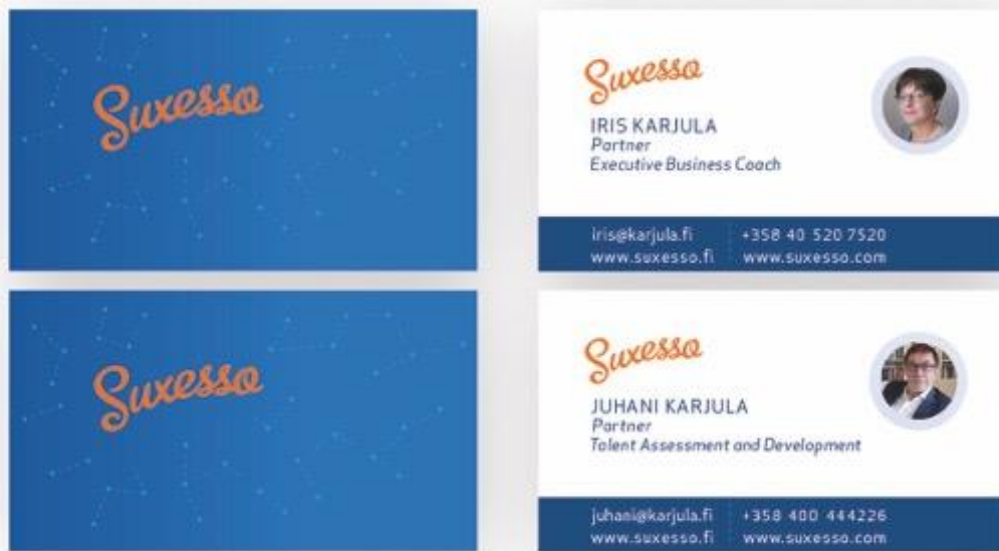 Suxesso
Suxesso
IRIS KARJULA
Partner
Executive Business Coach
iris@karjula.fi +358 40 520 7520
www.suxesso.fi www.suxesso.com
Suxesso
Suxesso
JUHANI KARJULA
Partner
Talent Assessment and Development
juhani@karjula.fi +358 400 444226
www.suxesso.fi www.suxesso.com